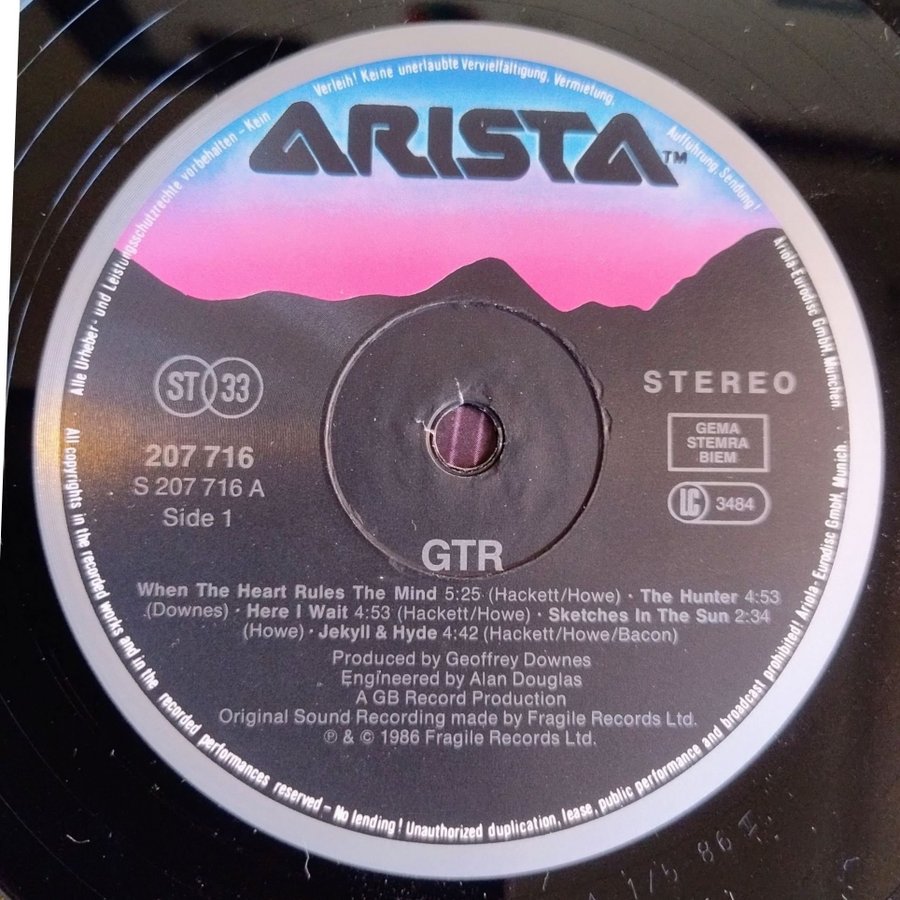 ARISTA™
Alle Urheber- und Leistungsschutzrechte vorbehalten – Kein Verleih! Keine unerlaubte Vervielfältigung, Vermietung, Aufführung, Sendung!
Ariola-Eurodisc GmbH, München
ST 33
STEREO
207 716
S 207 716 A
Side 1
GEMA
STEMRA
BIEM
LC 3484
GTR
When The Heart Rules The Mind 5:25 (Hackett/Howe) · The Hunter 4:53
(Downes) · Here I Wait 4:53 (Hackett/Howe) · Sketches In The Sun 2:34
(Howe) · Jekyll & Hyde 4:42 (Hackett/Howe/Bacon)
Produced by Geoffrey Downes
Engineered by Alan Douglas
A GB Record Production
Original Sound Recording made by Fragile Records Ltd.
℗ & © 1986 Fragile Records Ltd.
All copyrights in the recorded works and in the recorded performances reserved – No lending! Unauthorized duplication, lease, public performance and broadcast prohibited! Ariola - Eurodisc GmbH, Munich.